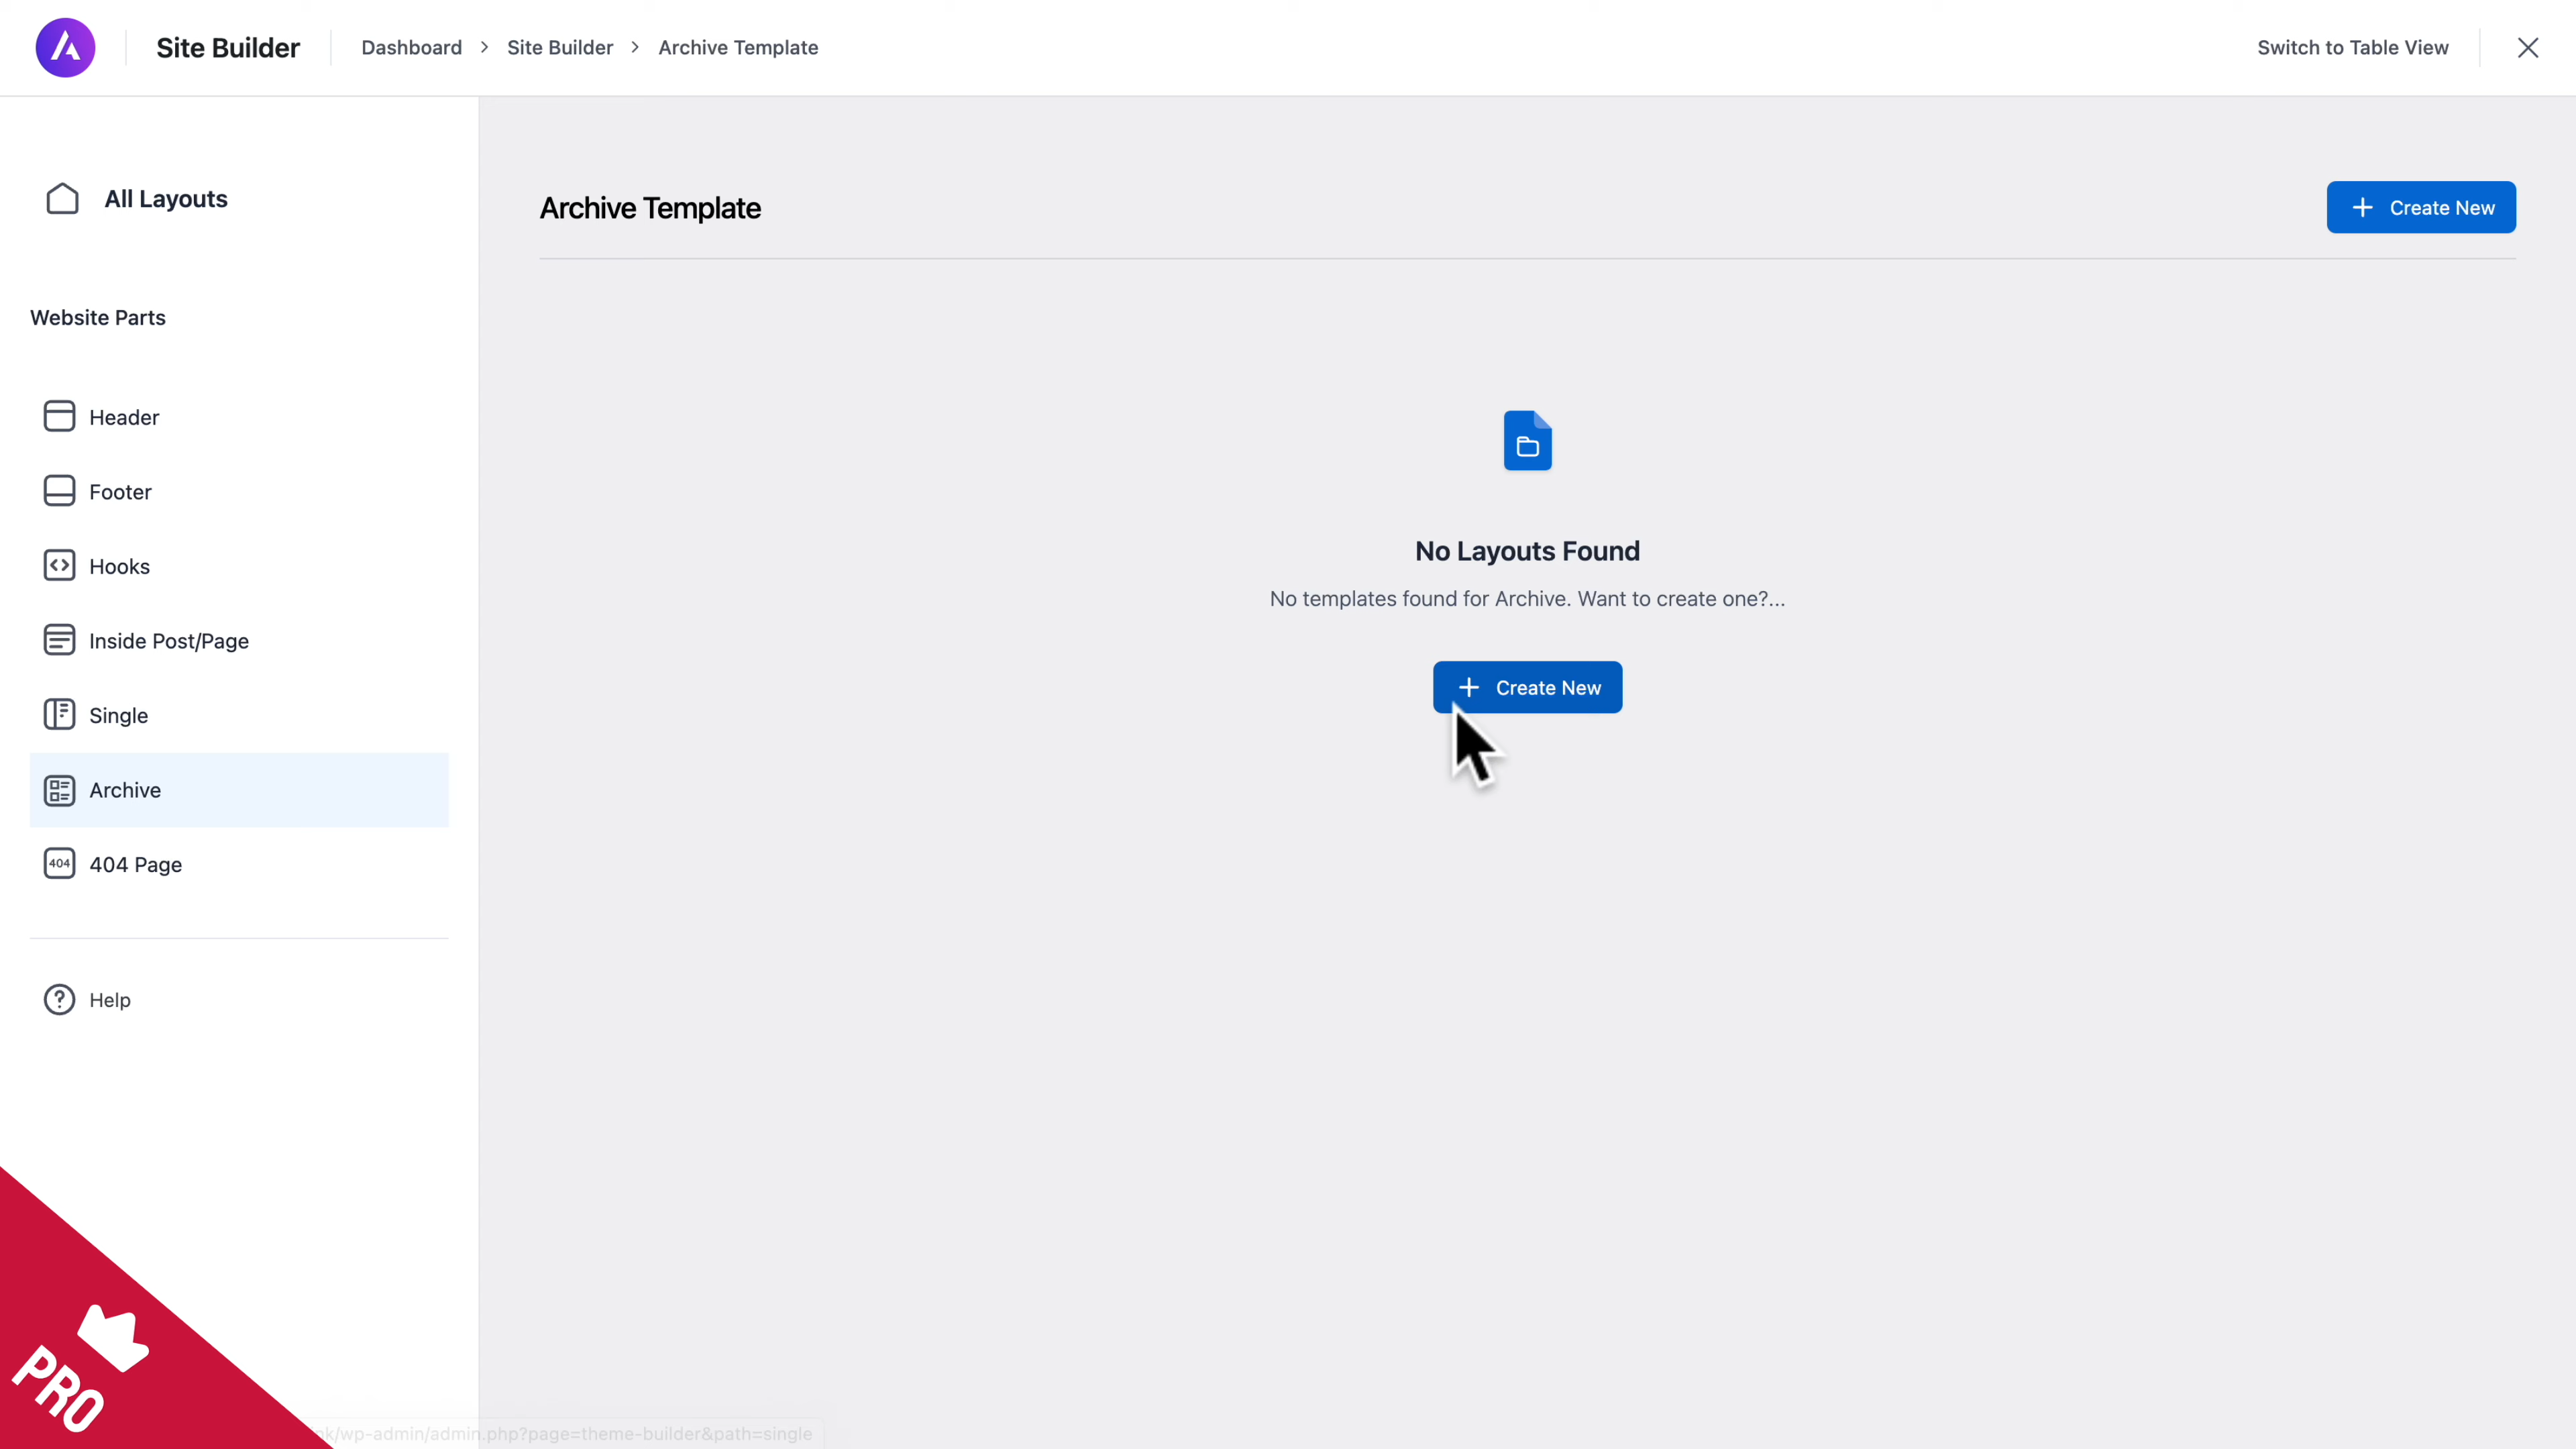 Site Builder
Dashboard > Site Builder > Archive Template
Switch to Table View
All Layouts
Website Parts
Header
Footer
Hooks
Inside Post/Page
Single
Archive
404 Page
Help
Archive Template
+ Create New
No Layouts Found
No templates found for Archive. Want to create one?...
+ Create New
PRO
k/wp-admin/admin.php?page=theme-builder&path=single